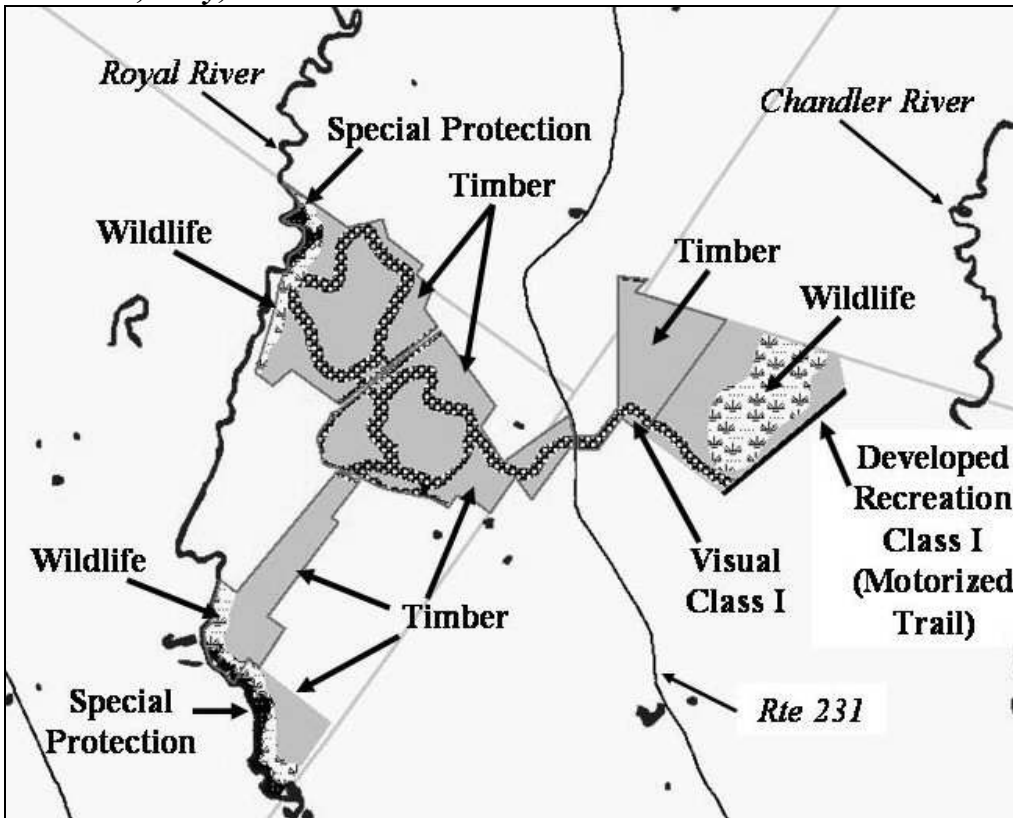 Royal River
Chandler River
Special Protection
Timber
Wildlife
Timber
Wildlife
Developed
Recreation
Class I
(Motorized
Trail)
Wildlife
Visual
Class I
Timber
Special
Protection
Rte 231